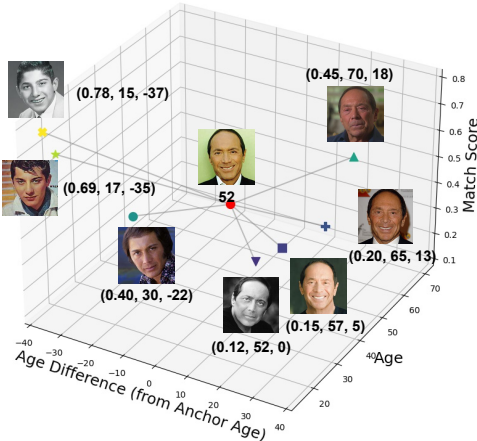 (0.45, 70, 18)
(0.78, 15, -37)
(0.69, 17, -35)
52
(0.40, 30, -22)
(0.20, 65, 13)
(0.15, 57, 5)
(0.12, 52, 0)
0.8
0.7
0.6
0.5
0.4
0.3
0.2
0.1
Match Score
70
60
50
40
30
20
Age
-40
-30
-20
-10
0
10
20
30
40
Age Difference (from Anchor Age)